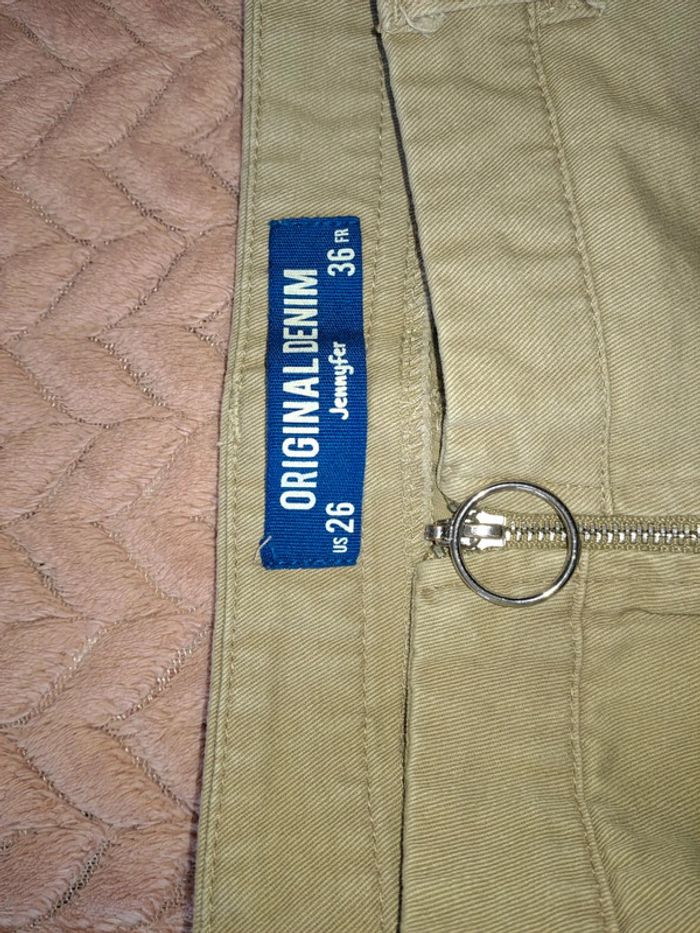 ORIGINAL DENIM
Jennyfer
US 26 36 FR